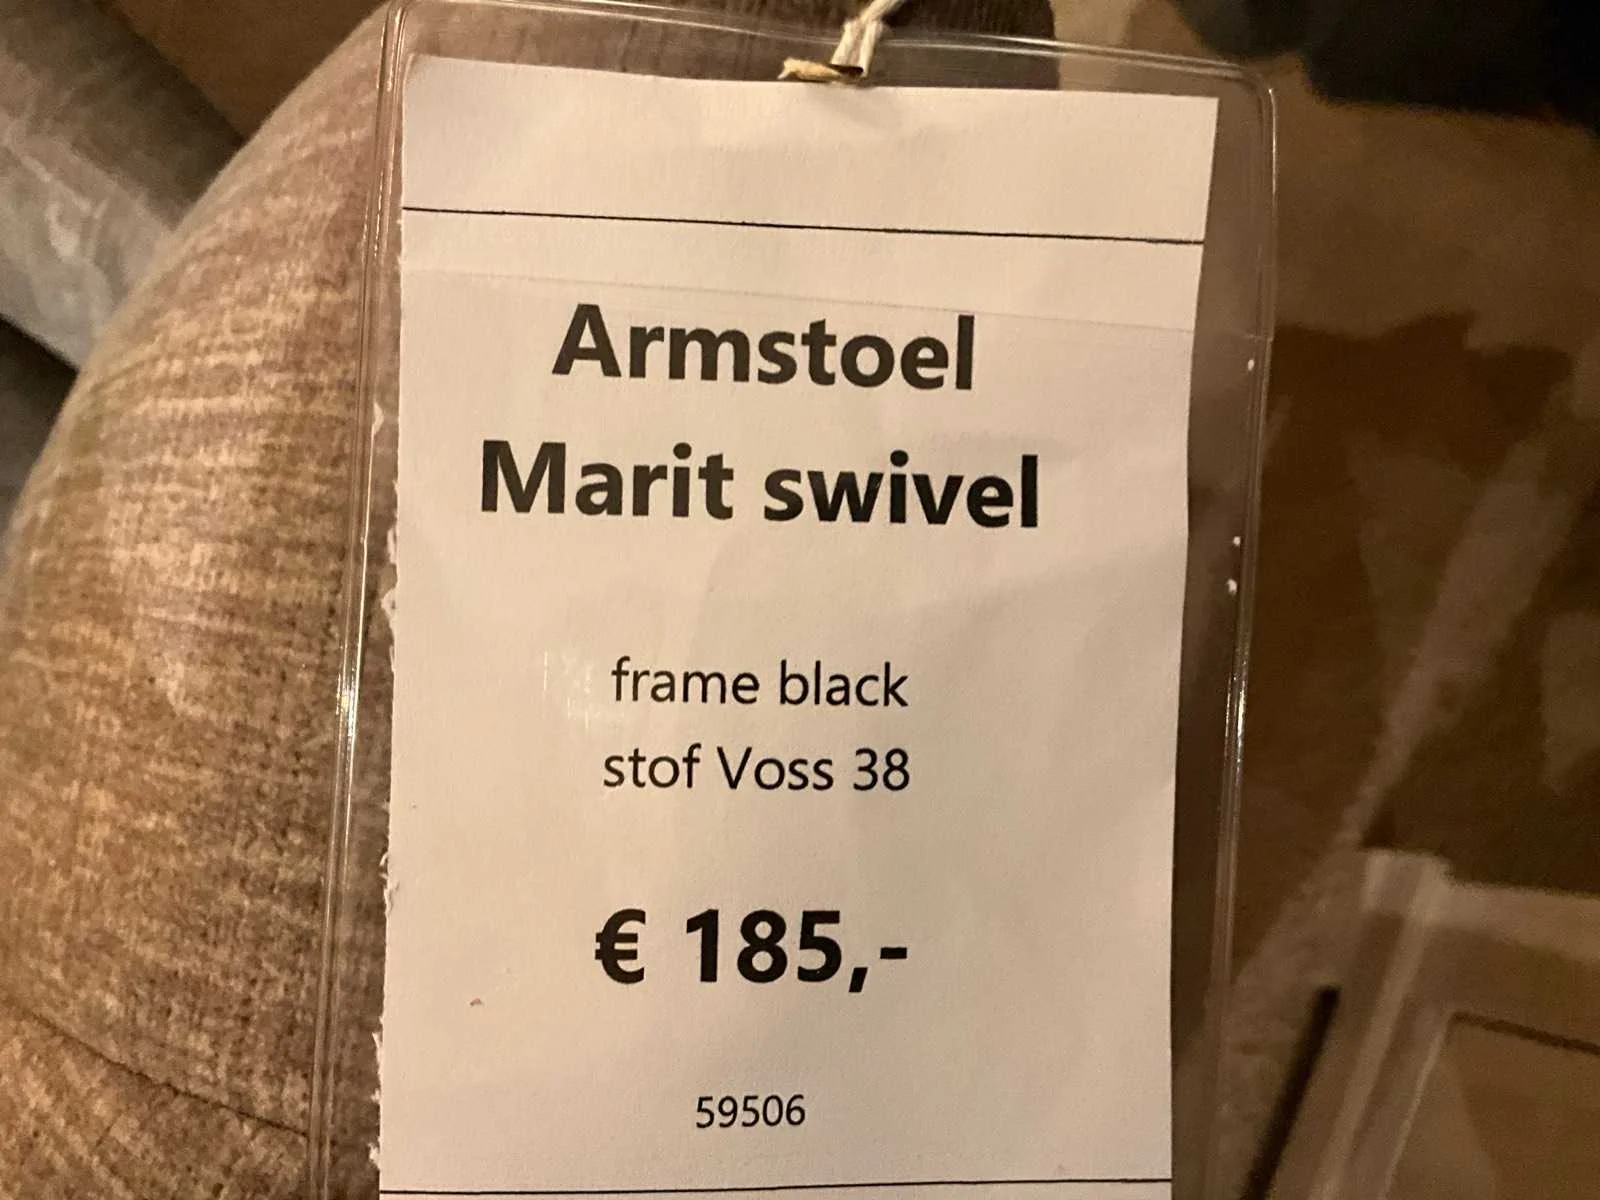 Armstoel
Marit swivel
frame black
stof Voss 38
€ 185,-
59506